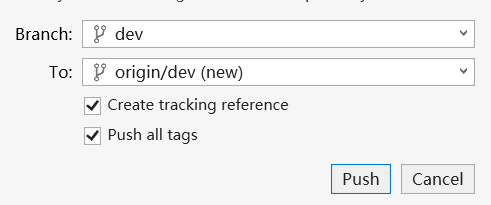 Branch: dev
To: origin/dev (new)
Create tracking reference
Push all tags
Push Cancel